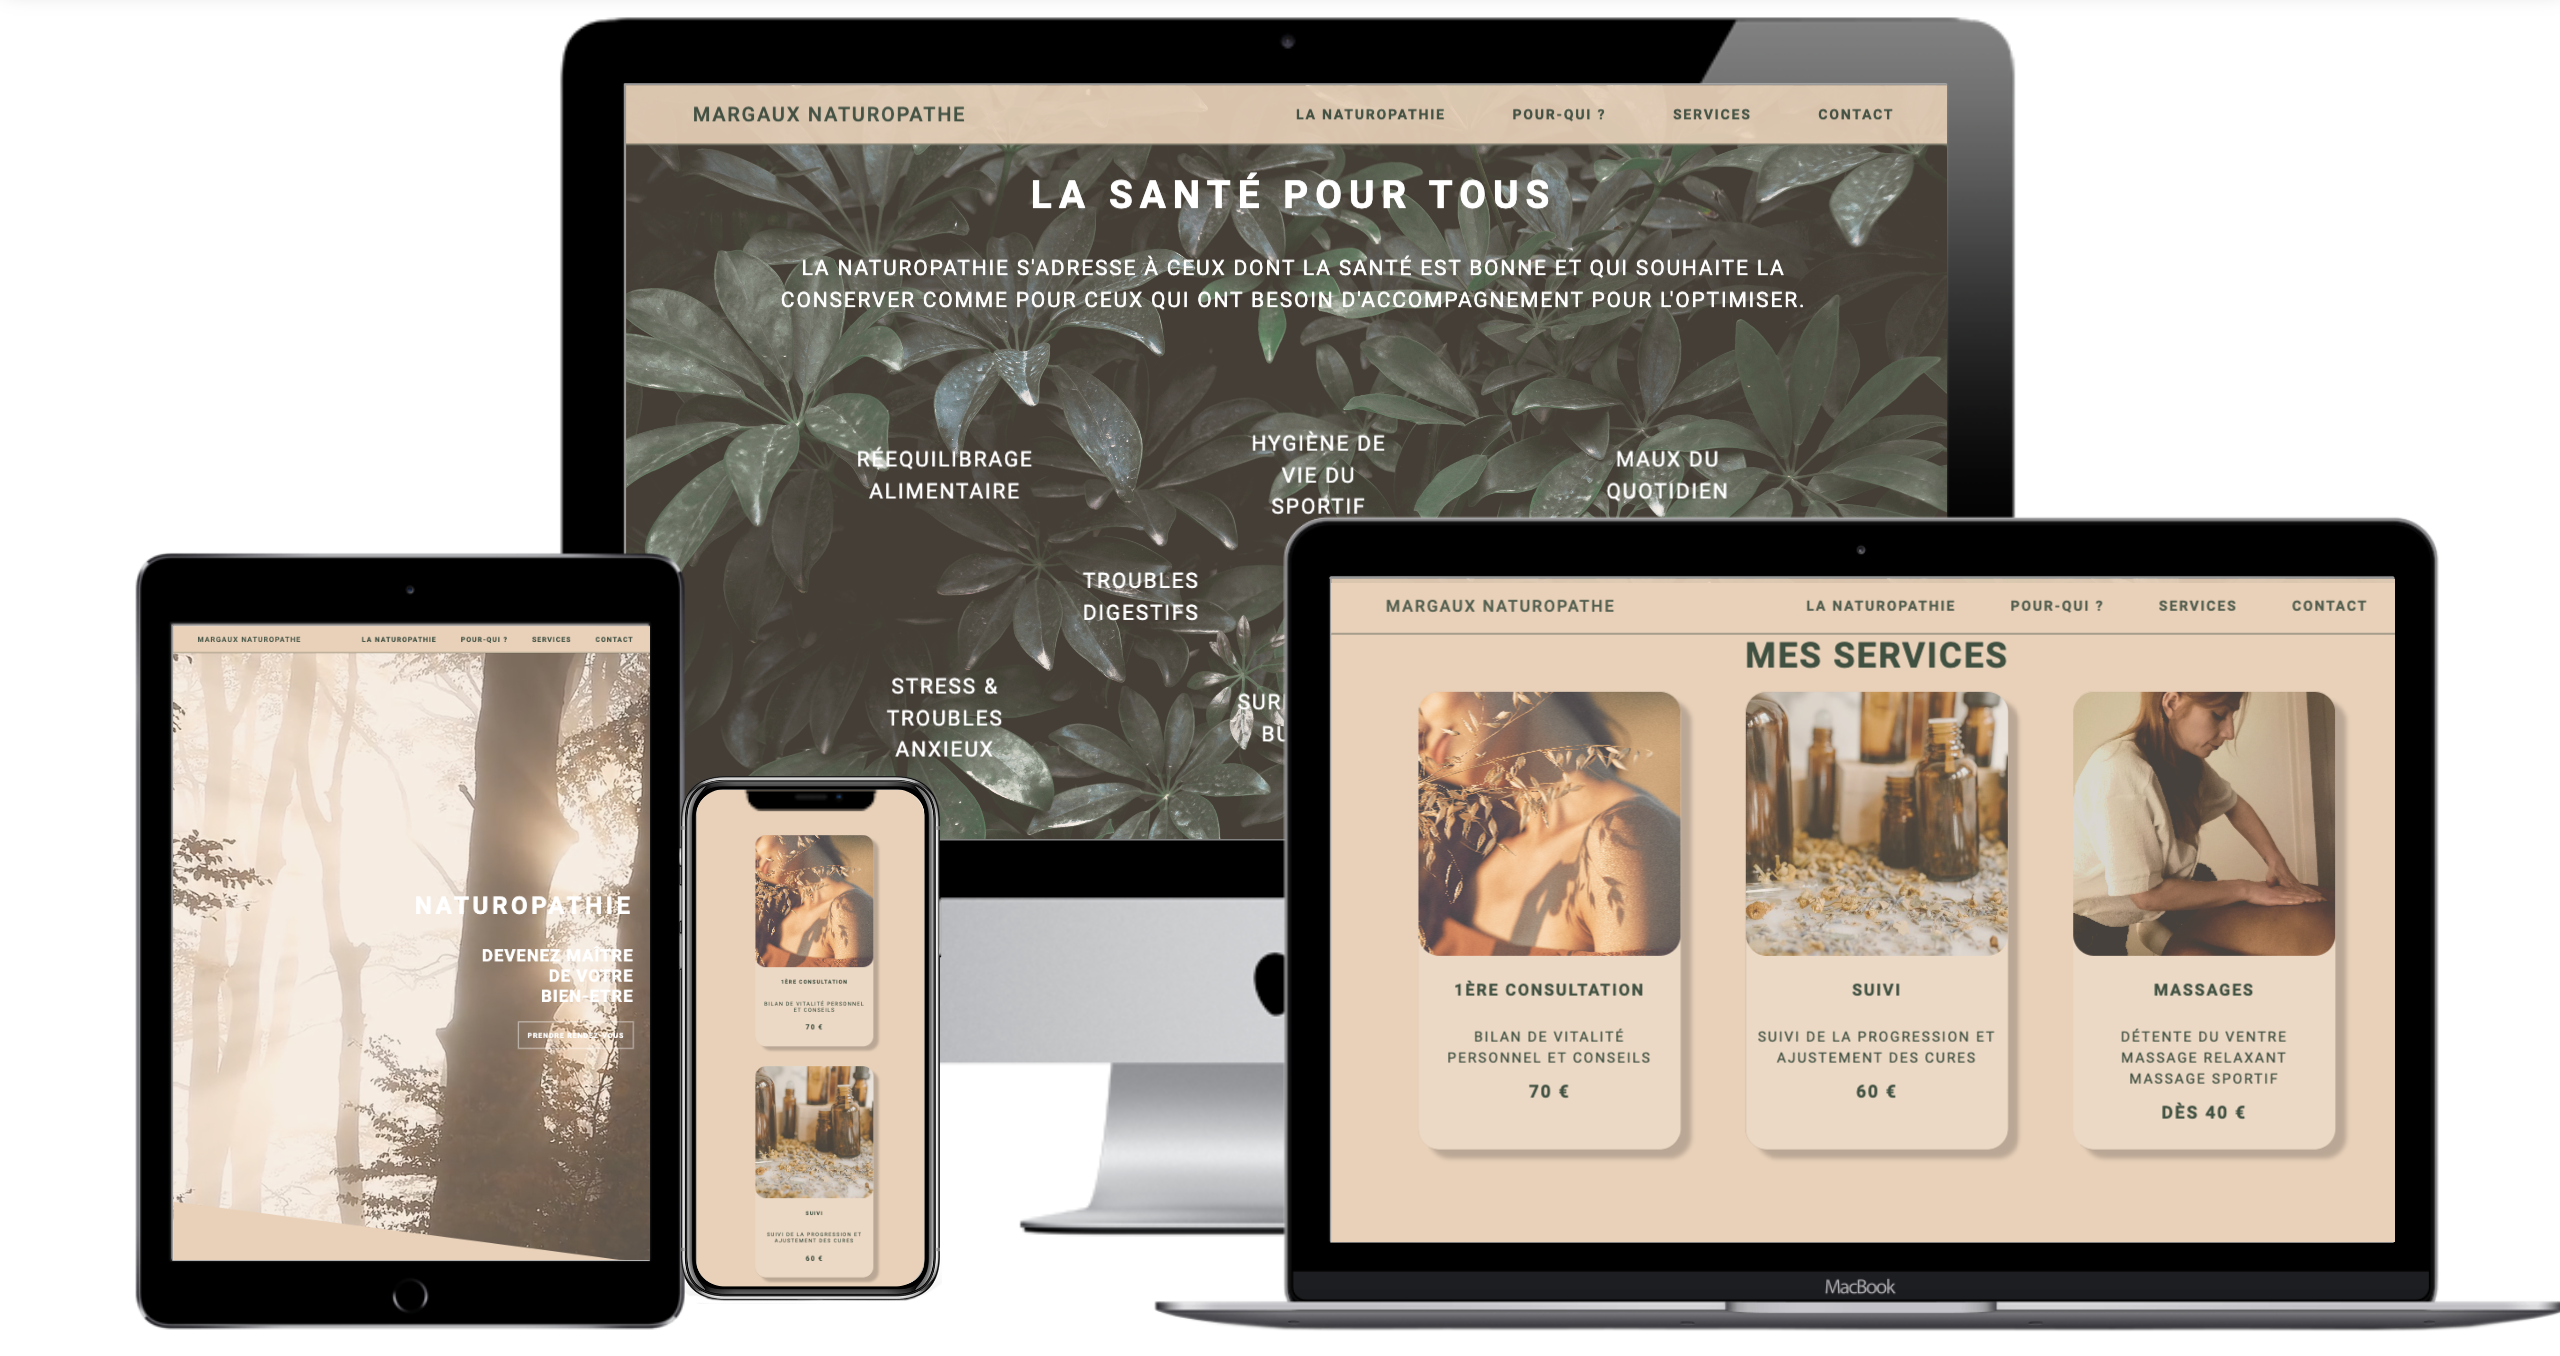 MARGAUX NATUROPATHE
LA NATUROPATHIE
POUR-QUI ?
SERVICES
CONTACT
LA SANTÉ POUR TOUS
LA NATUROPATHIE S'ADRESSE À CEUX DONT LA SANTÉ EST BONNE ET QUI SOUHAITE LA
CONSERVER COMME POUR CEUX QUI ONT BESOIN D'ACCOMPAGNEMENT POUR L'OPTIMISER.
RÉEQUILIBRAGE
ALIMENTAIRE
HYGIÈNE DE
VIE DU
SPORTIF
MAUX DU
QUOTIDIEN
TROUBLES
DIGESTIFS
STRESS &
TROUBLES
ANXIEUX
MARGAUX NATUROPATHE
LA NATUROPATHIE
POUR-QUI ?
SERVICES
CONTACT
NATUROPATHIE
DEVENEZ MAÎTRE
DE VOTRE
BIEN-ETRE
PRENDRE RENDEZ-VOUS
1ÈRE CONSULTATION
BILAN DE VITALITÉ PERSONNEL
ET CONSEILS
70 €
SUIVI
SUIVI DE LA PROGRESSION ET
AJUSTEMENT DES CURES
60 €
MARGAUX NATUROPATHE
LA NATUROPATHIE
POUR-QUI ?
SERVICES
CONTACT
MES SERVICES
1ÈRE CONSULTATION
BILAN DE VITALITÉ
PERSONNEL ET CONSEILS
70 €
SUIVI
SUIVI DE LA PROGRESSION ET
AJUSTEMENT DES CURES
60 €
MASSAGES
DÉTENTE DU VENTRE
MASSAGE RELAXANT
MASSAGE SPORTIF
DÈS 40 €
MacBook